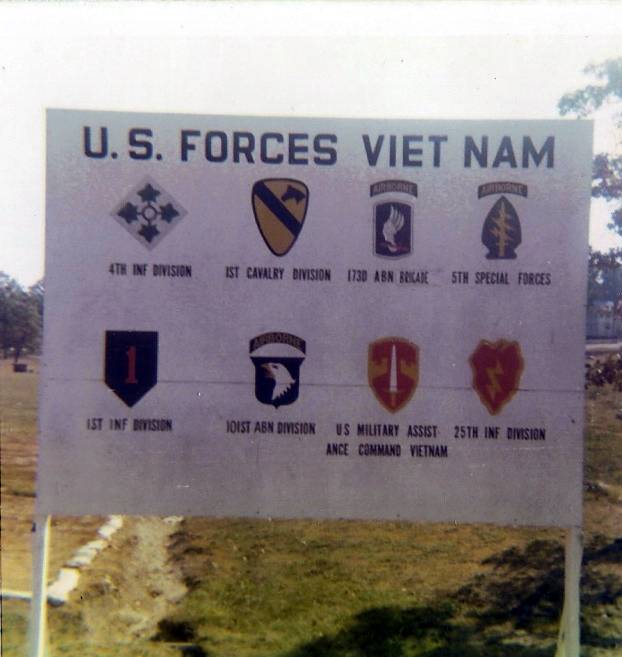 U.S. FORCES VIET NAM
AIRBORNE AIRBORNE
4TH INF DIVISION 1ST CAVALRY DIVISION 173D ABN BRIGADE 5TH SPECIAL FORCES
1 AIRBORNE
1ST INF DIVISION 101ST ABN DIVISION U S MILITARY ASSIST- 25TH INF DIVISION
ANCE COMMAND VIETNAM